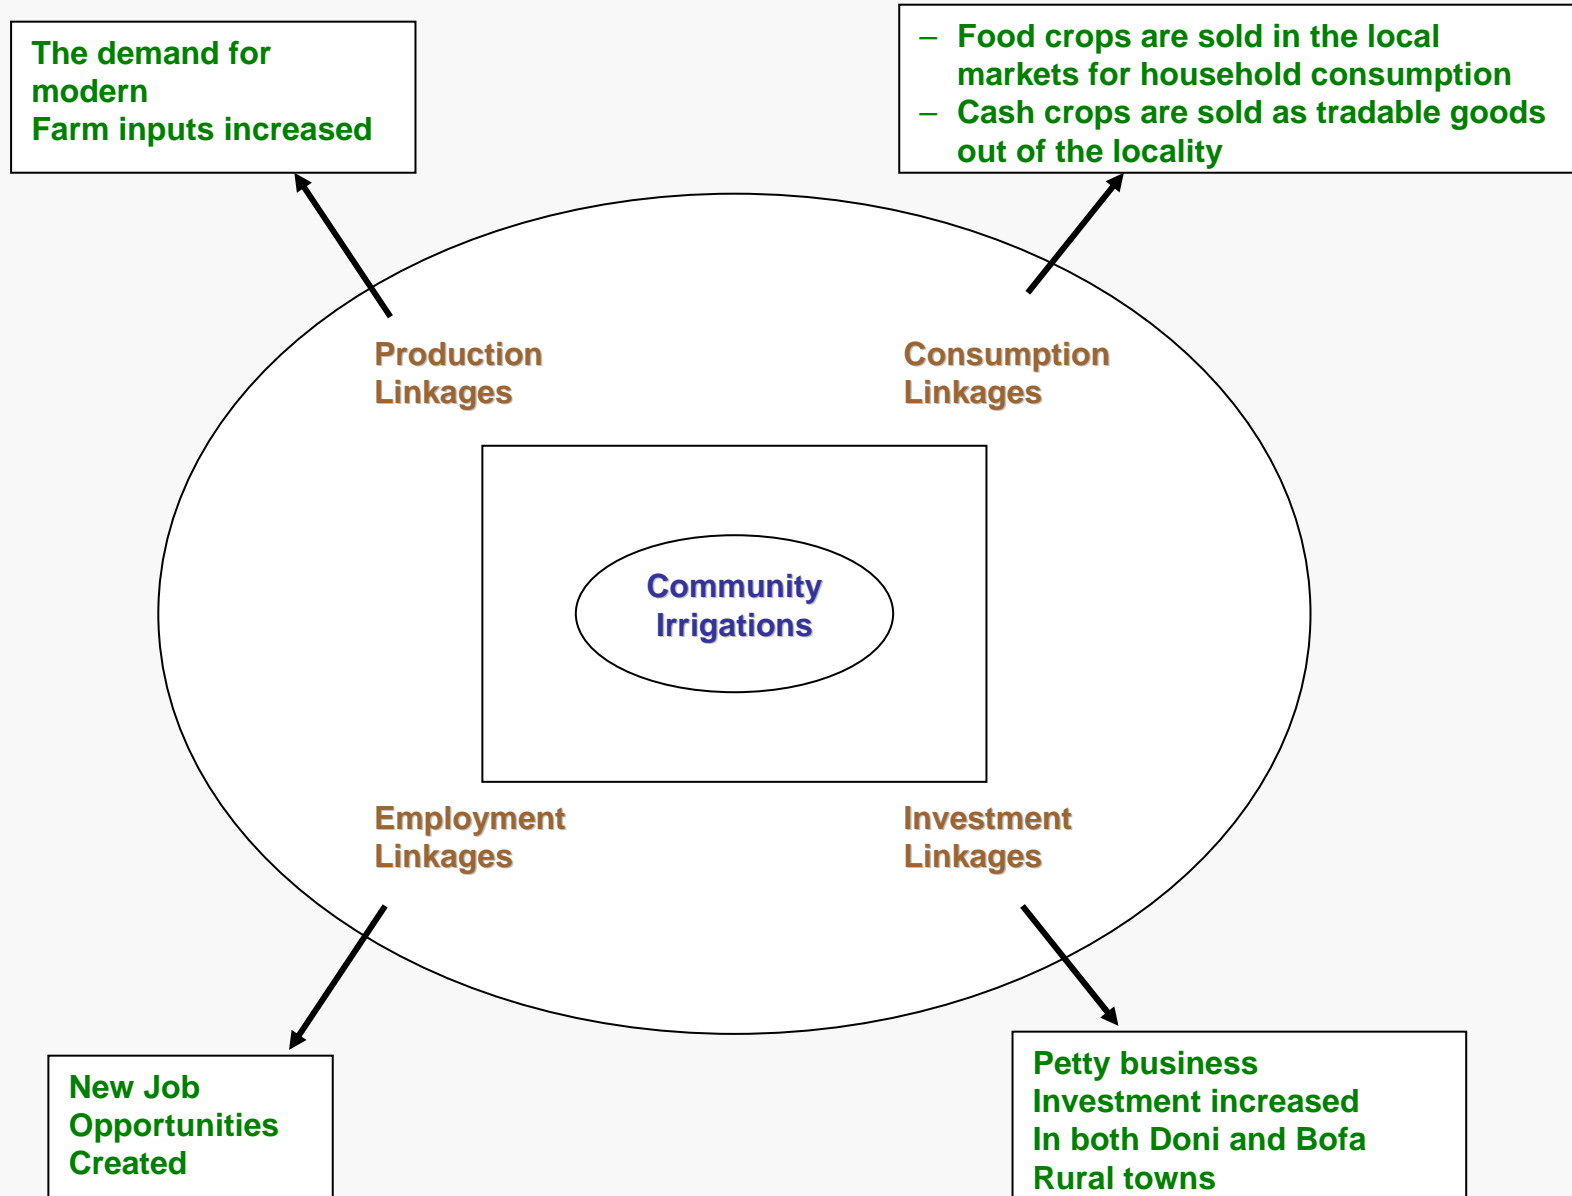 The demand for
modern
Farm inputs increased
– Food crops are sold in the local
markets for household consumption
– Cash crops are sold as tradable goods
out of the locality
Production
Linkages
Consumption
Linkages
Community
Irrigations
Employment
Linkages
Investment
Linkages
New Job
Opportunities
Created
Petty business
Investment increased
In both Doni and Bofa
Rural towns